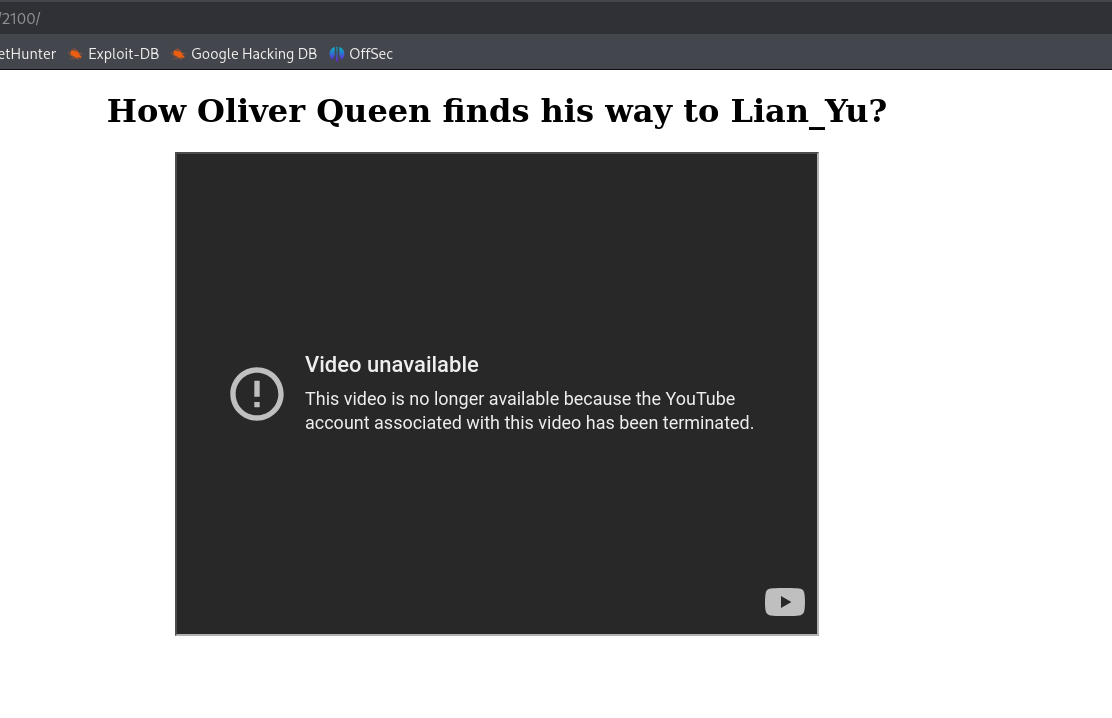 /2100/
etHunter Exploit-DB Google Hacking DB OffSec
How Oliver Queen finds his way to Lian_Yu?
Video unavailable
This video is no longer available because the YouTube
account associated with this video has been terminated.